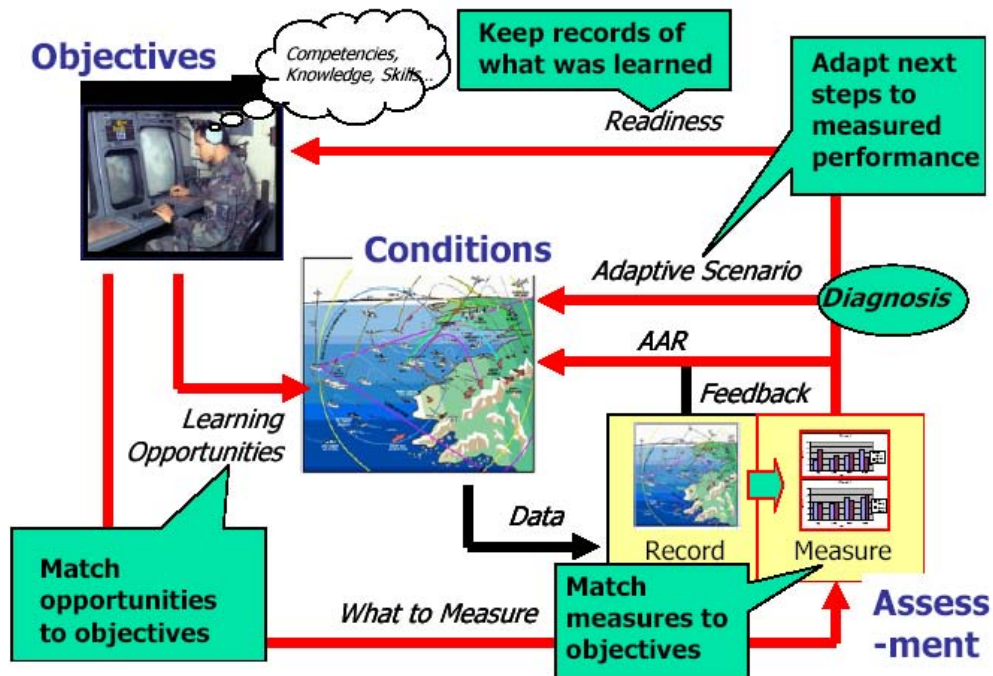 Objectives
Competencies,
Knowledge, Skills...
Keep records of
what was learned
Adapt next
steps to
measured
performance
Readiness
Conditions
Adaptive Scenario
Diagnosis
AAR
Feedback
Learning
Opportunities
Data
Record
Measure
Match
opportunities
to objectives
What to Measure
Match
measures to
objectives
Assess
-ment